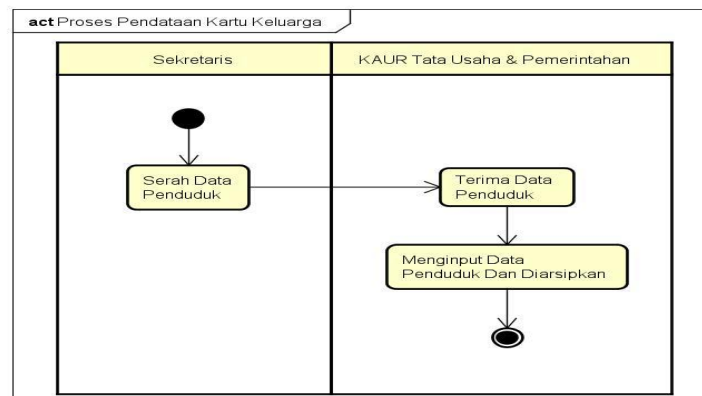 act Proses Pendataan Kartu Keluarga
Sekretaris
KAUR Tata Usaha & Pemerintahan
Serah Data
Penduduk
Terima Data
Penduduk
Menginput Data
Penduduk Dan Diarsipkan